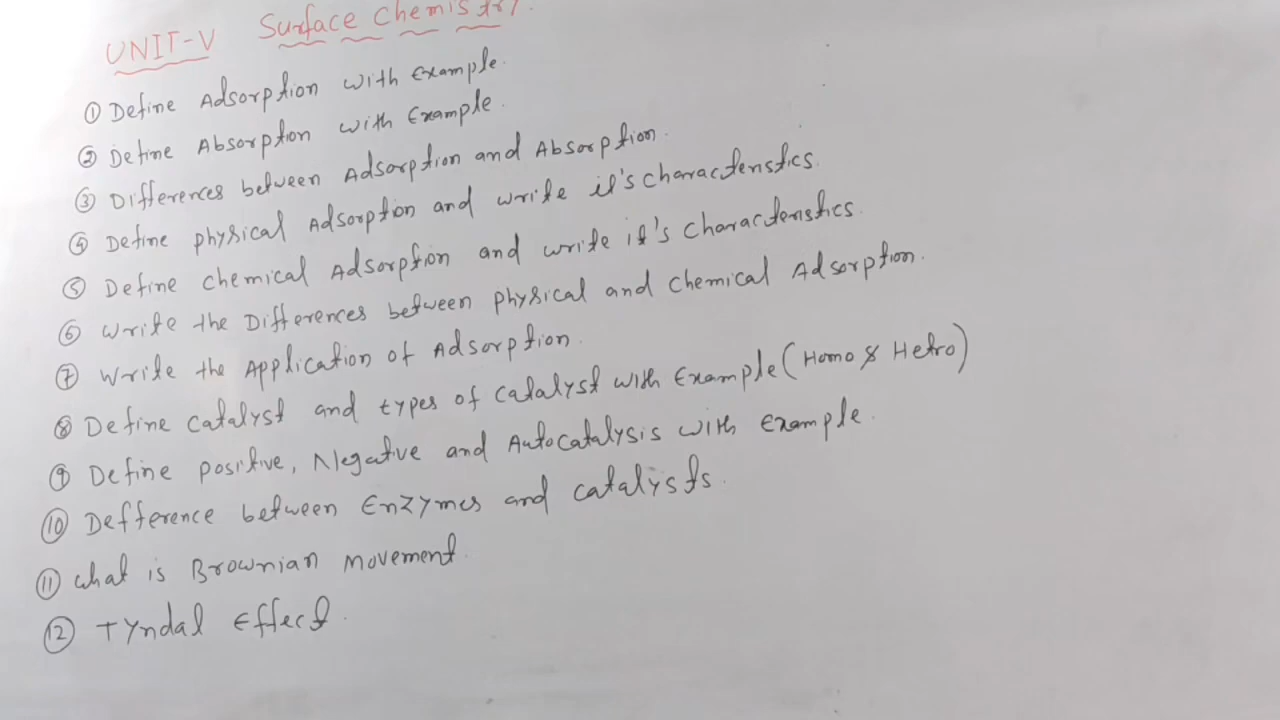 UNIT-V Surface Chemistry.
① Define Adsorption with Example.
② Define Absorption with Example.
③ Differences between Adsorption and Absorption.
④ Define physical Adsorption and write it's characteristics.
⑤ Define chemical Adsorption and write it's characteristics.
⑥ Write the Differences between physical and chemical Adsorption.
⑦ Write the Application of Adsorption.
⑧ Define catalyst and types of catalyst with Example (Homo & Hetro)
⑨ Define positive, Negative and Autocatalysis with Example.
⑩ Defference between Enzymes and catalysts.
⑪ What is Brownian Movement.
⑫ Tyndal Effect.